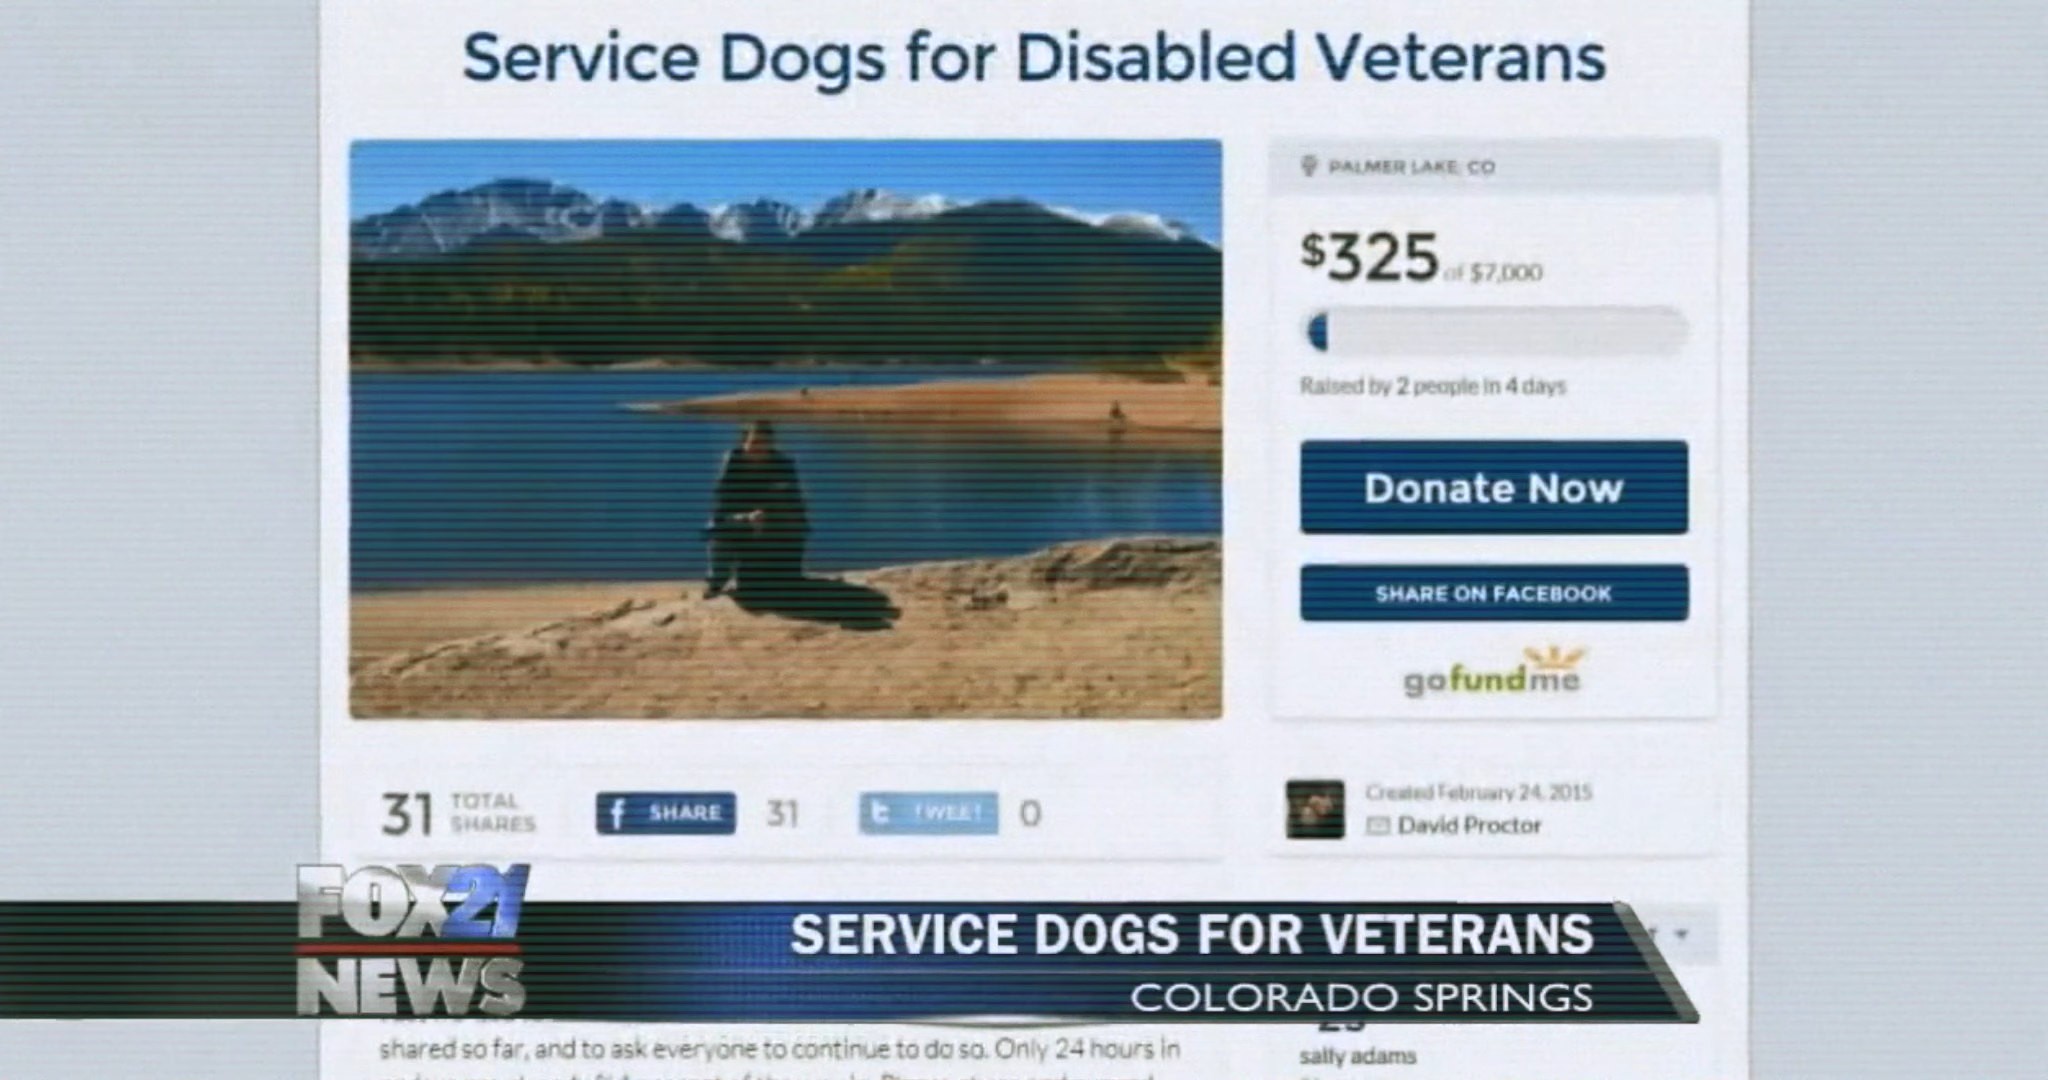 Service Dogs for Disabled Veterans
PALMER LAKE, CO
$325 of $7,000
Raised by 2 people in 4 days
Donate Now
SHARE ON FACEBOOK
gofundme
31 TOTAL SHARES
f SHARE 31
t TWEET 0
Created February 24, 2015
David Proctor
FOX21 NEWS
SERVICE DOGS FOR VETERANS
COLORADO SPRINGS
shared so far, and to ask everyone to continue to do so. Only 24 hours in
sally adams